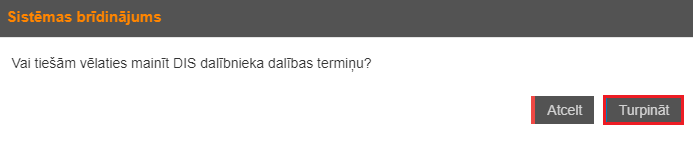 Sistēmas brīdinājums
Vai tiešām vēlaties mainīt DIS dalībnieka dalības termiņu?
Atcelt Turpināt